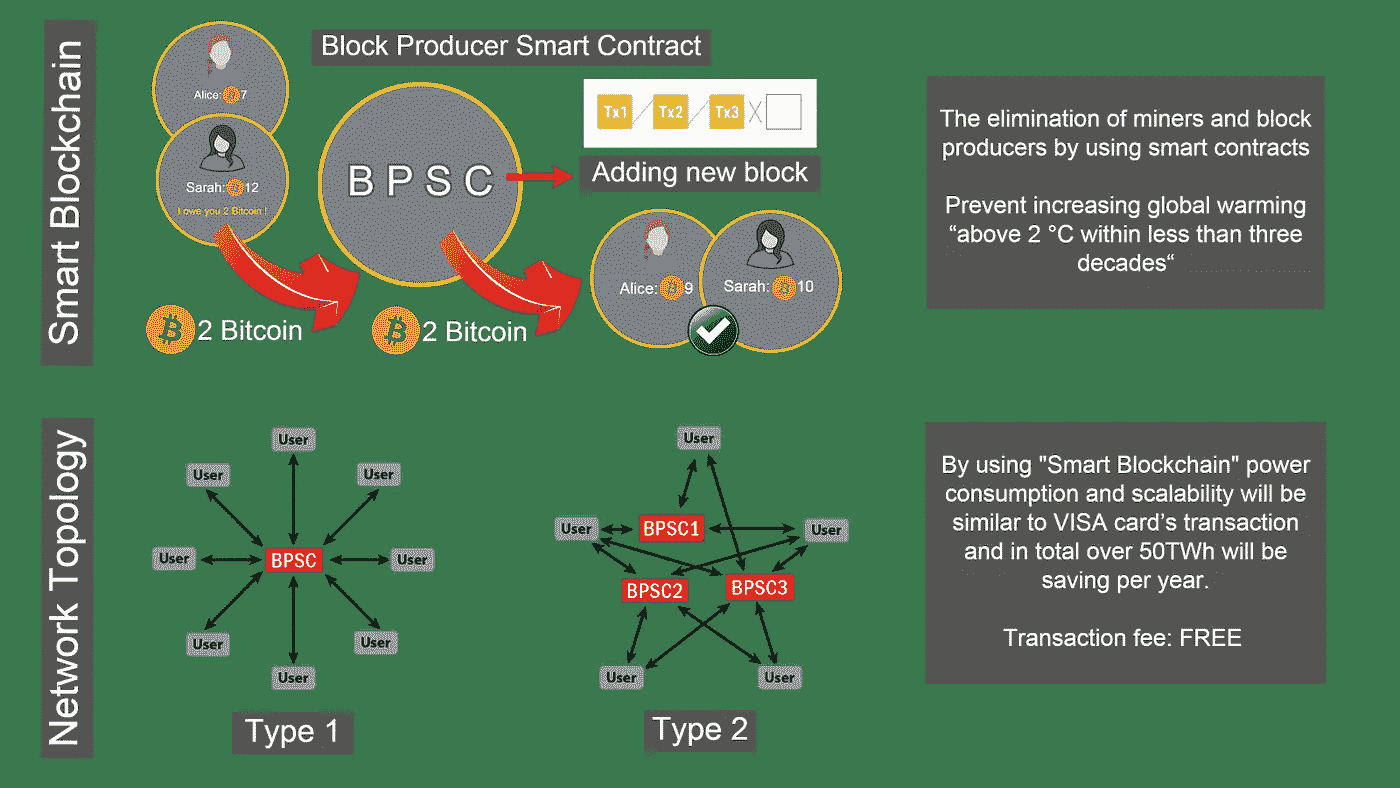 Smart Blockchain
Block Producer Smart Contract
Alice: ₿ 7
Sarah: ₿ 12
I owe you 2 Bitcoin !
BPSC
Tx1 Tx2 Tx3
Adding new block
Alice: ₿ 9
Sarah: ₿ 10
₿ 2 Bitcoin
₿ 2 Bitcoin
The elimination of miners and block
producers by using smart contracts
Prevent increasing global warming
“above 2 °C within less than three
decades“
Network Topology
User
User
User
User
BPSC
User
User
User
User
Type 1
User
User
BPSC1
User
BPSC2
BPSC3
User
User
Type 2
By using "Smart Blockchain" power
consumption and scalability will be
similar to VISA card’s transaction
and in total over 50TWh will be
saving per year.
Transaction fee: FREE